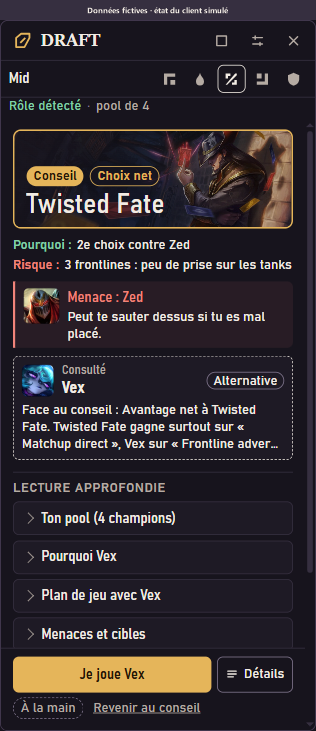 Données fictives · état du client simulé
DRAFT
Mid
Rôle détecté · pool de 4
Conseil
Choix net
Twisted Fate
Pourquoi : 2e choix contre Zed
Risque : 3 frontlines : peu de prise sur les tanks
Menace : Zed
Peut te sauter dessus si tu es mal
placé.
Consulté
Vex
Alternative
Face au conseil : Avantage net à Twisted
Fate. Twisted Fate gagne surtout sur «
Matchup direct », Vex sur « Frontline adver...
LECTURE APPROFONDIE
Ton pool (4 champions)
Pourquoi Vex
Plan de jeu avec Vex
Menaces et cibles
Je joue Vex
Détails
À la main
Revenir au conseil